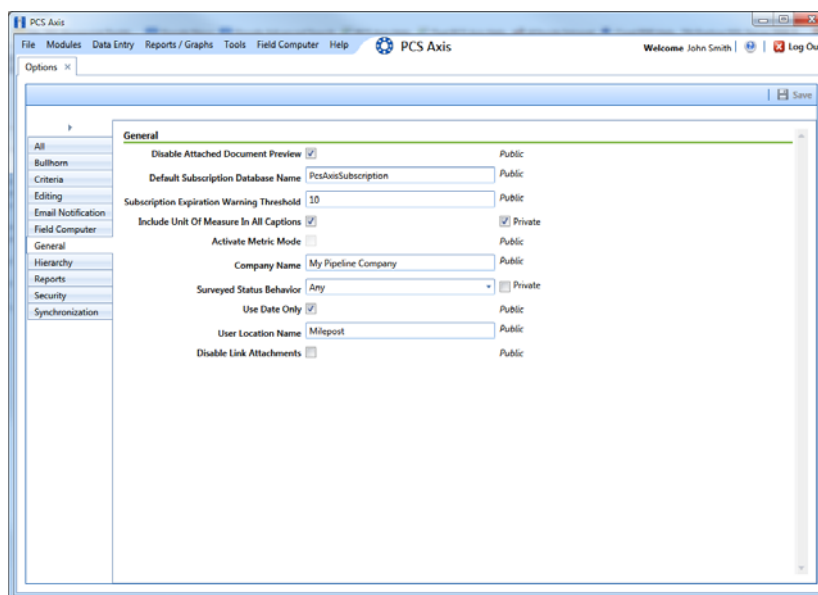 PCS Axis
File Modules Data Entry Reports / Graphs Tools Field Computer Help PCS Axis Welcome John Smith Log Ou
Options ×
Save
All
Bullhorn
Criteria
Editing
Email Notification
Field Computer
General
Hierarchy
Reports
Security
Synchronization
General
Disable Attached Document Preview Public
Default Subscription Database Name PcsAxisSubscription Public
Subscription Expiration Warning Threshold 10 Public
Include Unit Of Measure In All Captions Private
Activate Metric Mode Public
Company Name My Pipeline Company Public
Surveyed Status Behavior Any Private
Use Date Only Public
User Location Name Milepost Public
Disable Link Attachments Public